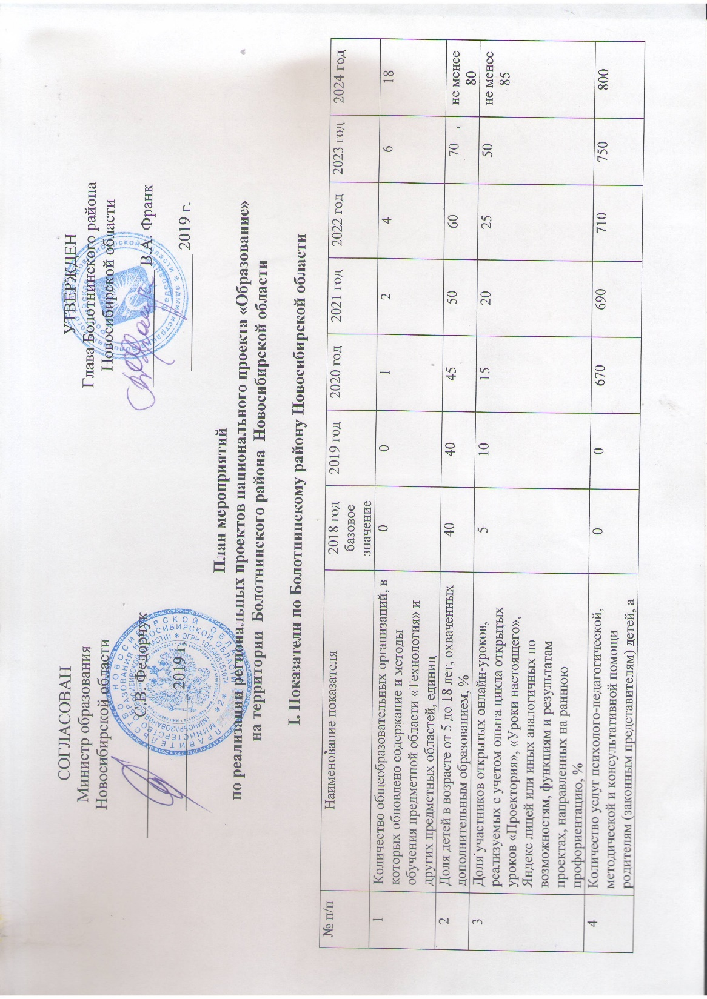 СОГЛАСОВАН
Министр образования
Новосибирской области
С.В. Федорчук
2019 г.
УТВЕРЖДЕН
Глава Болотнинского района
Новосибирской области
В.А. Франк
2019 г.
План мероприятий
по реализации региональных проектов национального проекта «Образование»
на территории Болотнинского района Новосибирской области
I. Показатели по Болотнинскому району Новосибирской области
№ п/п
Наименование показателя
2018 год
базовое
значение
2019 год
2020 год
2021 год
2022 год
2023 год
2024 год
1
Количество общеобразовательных организаций, в
которых обновлено содержание и методы
обучения предметной области «Технология» и
других предметных областей, единиц
0
0
1
2
4
6
18
2
Доля детей в возрасте от 5 до 18 лет, охваченных
дополнительным образованием, %
40
40
45
50
60
70
не менее
80
3
Доля участников открытых онлайн-уроков,
реализуемых с учетом опыта цикла открытых
уроков «Проектория», «Уроки настоящего»,
Яндекс лицей или иных аналогичных по
возможностям, функциям и результатам
проектах, направленных на раннюю
профориентацию, %
5
10
15
20
25
50
не менее
85
4
Количество услуг психолого-педагогической,
методической и консультативной помощи
родителям (законным представителям) детей, а
0
0
670
690
710
750
800